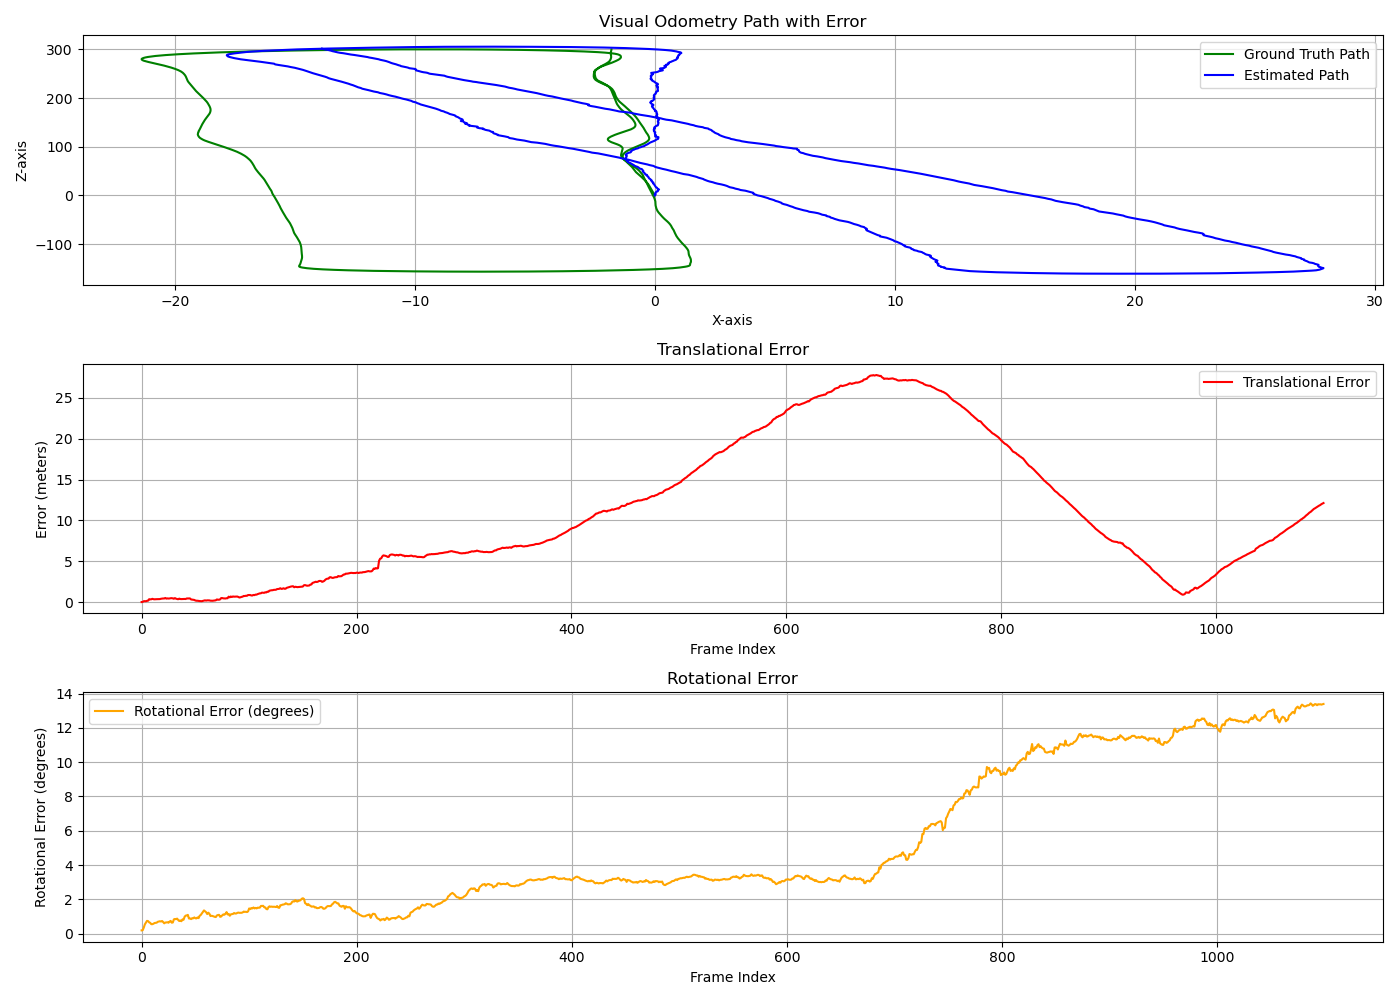 Visual Odometry Path with Error
Z-axis
300
200
100
0
−100
Ground Truth Path
Estimated Path
−20 −10 0 10 20 30
X-axis
Translational Error
Error (meters)
25
20
15
10
5
0
Translational Error
0 200 400 600 800 1000
Frame Index
Rotational Error
Rotational Error (degrees)
14
12
10
8
6
4
2
0
Rotational Error (degrees)
0 200 400 600 800 1000
Frame Index